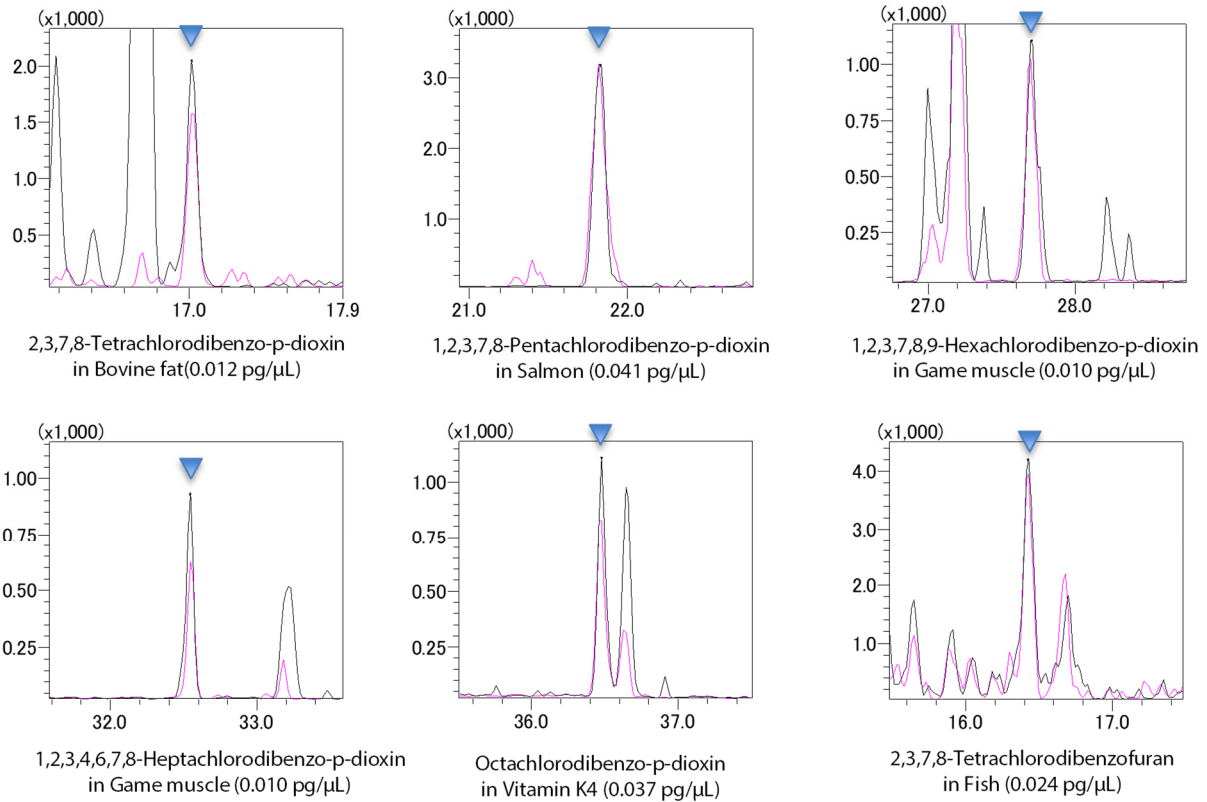 (x1,000)
2.0
1.5
1.0
0.5
17.0
17.9
2,3,7,8-Tetrachlorodibenzo-p-dioxin
in Bovine fat(0.012 pg/µL)
(x1,000)
3.0
2.0
1.0
21.0
22.0
1,2,3,7,8-Pentachlorodibenzo-p-dioxin
in Salmon (0.041 pg/µL)
(x1,000)
1.00
0.75
0.50
0.25
27.0
28.0
1,2,3,7,8,9-Hexachlorodibenzo-p-dioxin
in Game muscle (0.010 pg/µL)
(x1,000)
1.00
0.75
0.50
0.25
32.0
33.0
1,2,3,4,6,7,8-Heptachlorodibenzo-p-dioxin
in Game muscle (0.010 pg/µL)
(x1,000)
1.00
0.75
0.50
0.25
36.0
37.0
Octachlorodibenzo-p-dioxin
in Vitamin K4 (0.037 pg/µL)
(x1,000)
4.0
3.0
2.0
1.0
16.0
17.0
2,3,7,8-Tetrachlorodibenzofuran
in Fish (0.024 pg/µL)